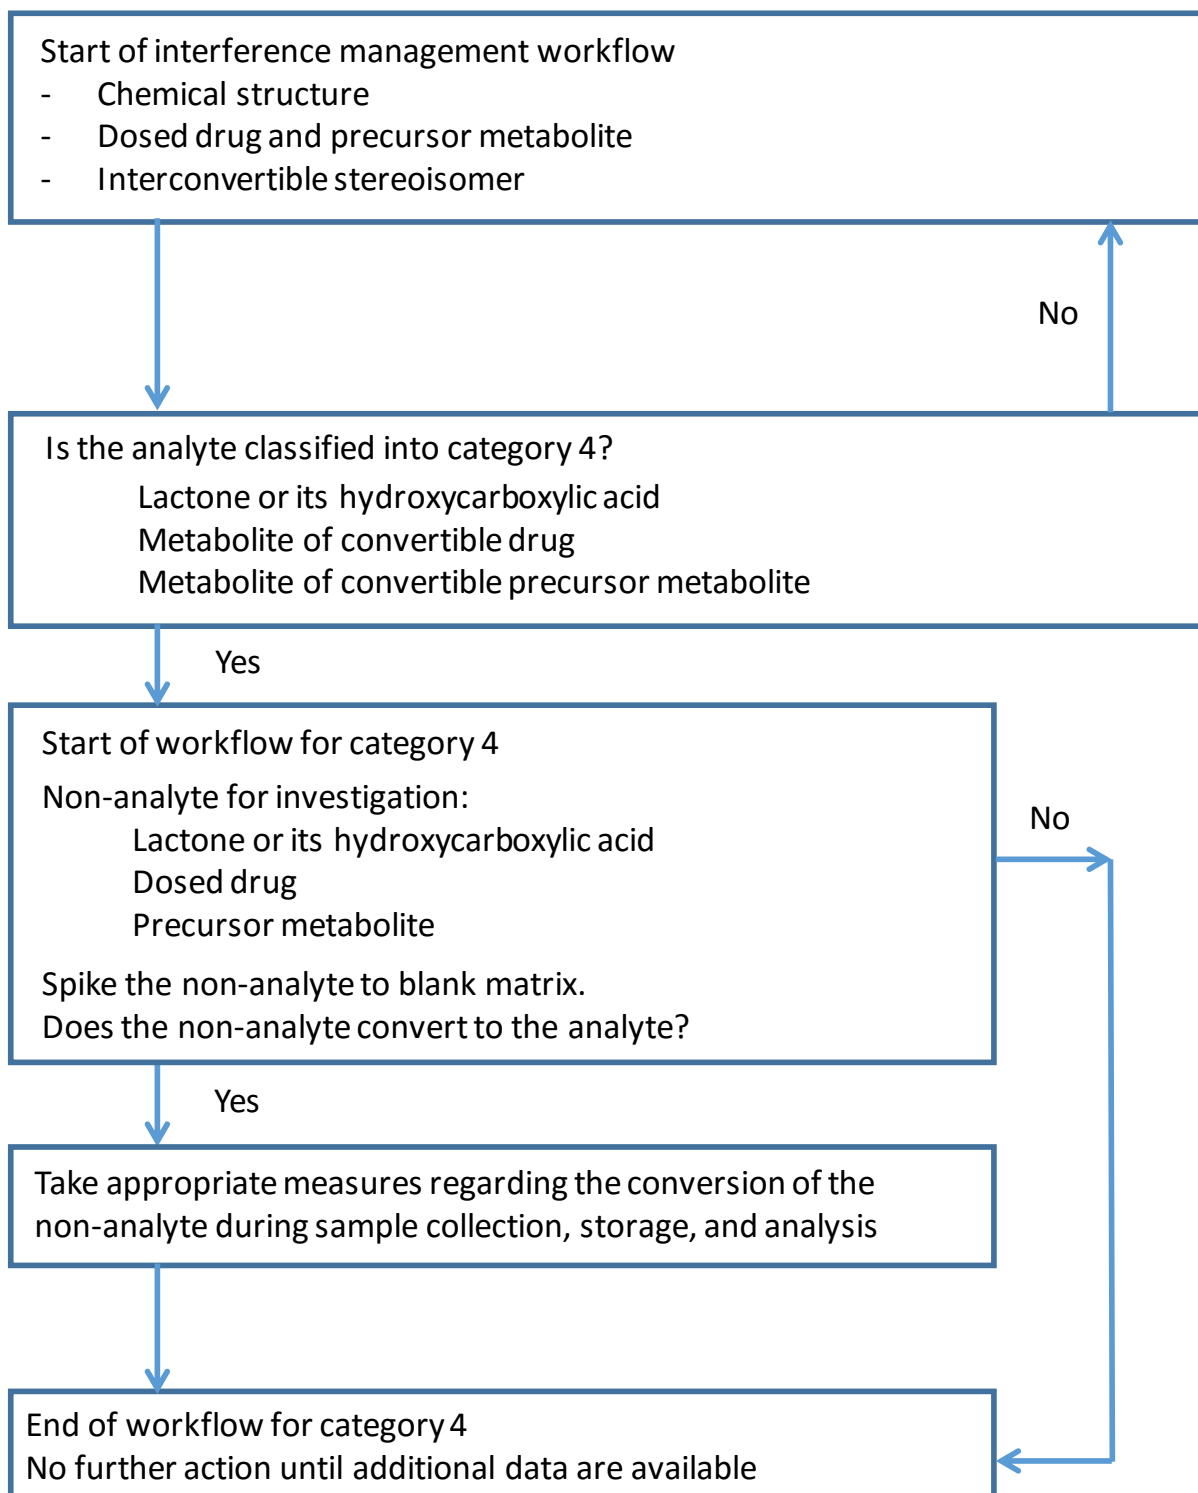 Start of interference management workflow
- Chemical structure
- Dosed drug and precursor metabolite
- Interconvertible stereoisomer
No
Is the analyte classified into category 4?
Lactone or its hydroxycarboxylic acid
Metabolite of convertible drug
Metabolite of convertible precursor metabolite
Yes
Start of workflow for category 4
Non-analyte for investigation:
Lactone or its hydroxycarboxylic acid
Dosed drug
Precursor metabolite
Spike the non-analyte to blank matrix.
Does the non-analyte convert to the analyte?
No
Yes
Take appropriate measures regarding the conversion of the
non-analyte during sample collection, storage, and analysis
End of workflow for category 4
No further action until additional data are available